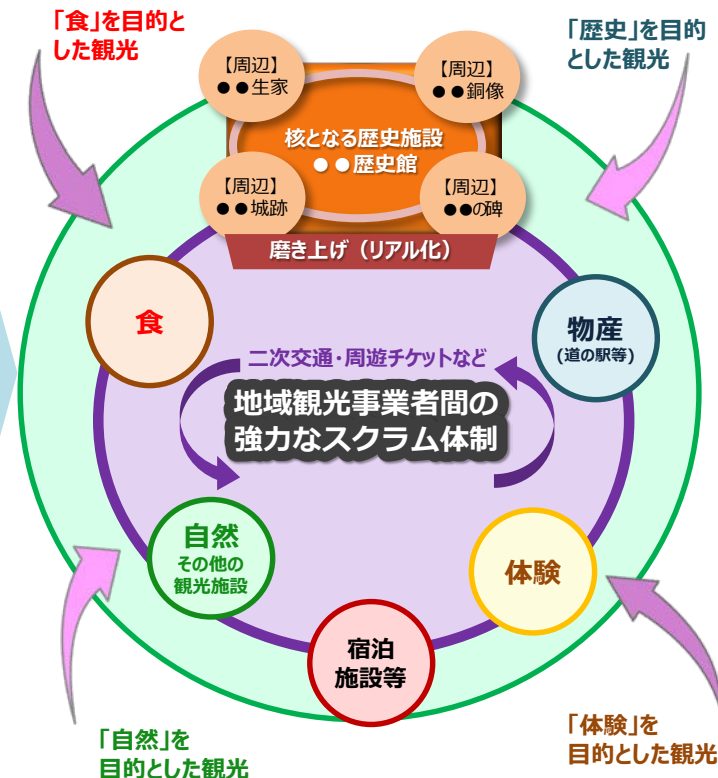 「食」を目的と
した観光
「歴史」を目的
とした観光
【周辺】
●●生家
【周辺】
●●銅像
核となる歴史施設
●●歴史館
【周辺】
●●城跡
【周辺】
●●の碑
磨き上げ（リアル化）
食
物産
(道の駅等)
二次交通・周遊チケットなど
地域観光事業者間の
強力なスクラム体制
自然
その他の
観光施設
体験
宿泊
施設等
「自然」を
目的とした観光
「体験」を
目的とした観光